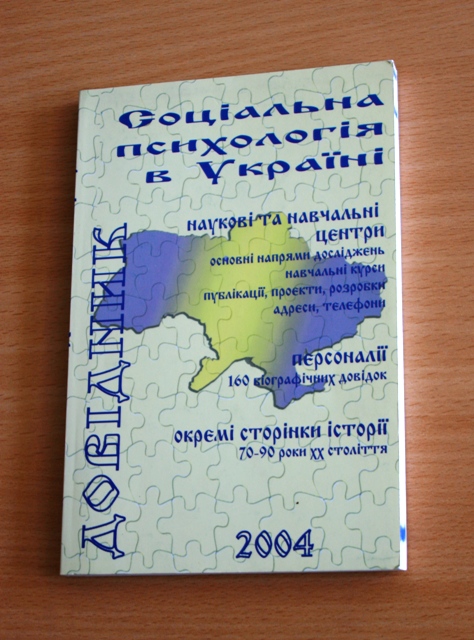 Соціальна
психологія
в Україні
наукові та навчальні
центри
основні напрями досліджень
навчальні курси
публікації, проекти, розробки
адреси, телефони
персоналії
160 біографічних довідок
окремі сторінки історії
70-90 роки хх століття
ДОВІДНИК
2004